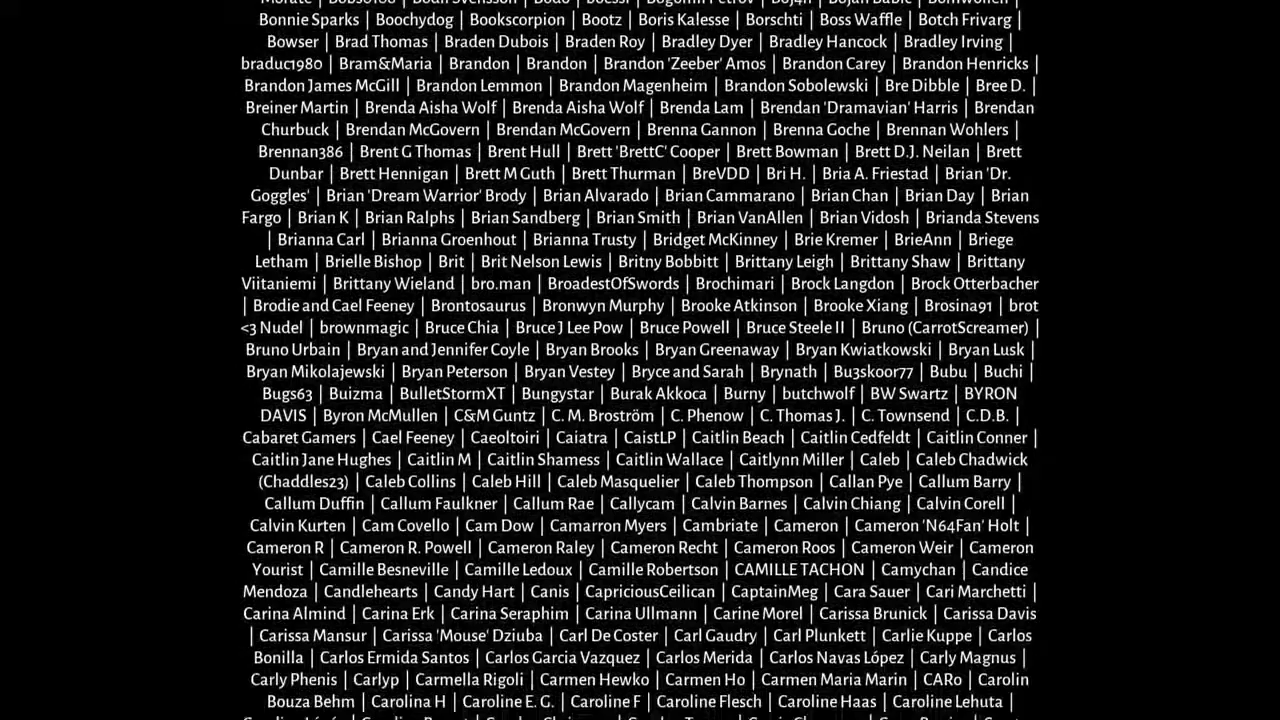 Bonnie Sparks | Boochydog | Bookscorpion | Bootz | Boris Kalesse | Borschti | Boss Waffle | Botch Frivarg |
Bowser | Brad Thomas | Braden Dubois | Braden Roy | Bradley Dyer | Bradley Hancock | Bradley Irving |
braduc1980 | Bram&Maria | Brandon | Brandon | Brandon 'Zeeber' Amos | Brandon Carey | Brandon Henricks |
Brandon James McGill | Brandon Lemmon | Brandon Magenheim | Brandon Sobolewski | Bre Dibble | Bree D. |
Breiner Martin | Brenda Aisha Wolf | Brenda Aisha Wolf | Brenda Lam | Brendan 'Dramavian' Harris | Brendan
Churbuck | Brendan McGovern | Brendan McGovern | Brenna Gannon | Brenna Goche | Brennan Wohlers |
Brennan386 | Brent G Thomas | Brent Hull | Brett 'BrettC' Cooper | Brett Bowman | Brett D.J. Neilan | Brett
Dunbar | Brett Hennigan | Brett M Guth | Brett Thurman | BreVDD | Bri H. | Bria A. Friestad | Brian 'Dr.
Goggles' | Brian 'Dream Warrior' Brody | Brian Alvarado | Brian Cammarano | Brian Chan | Brian Day | Brian
Fargo | Brian K | Brian Ralphs | Brian Sandberg | Brian Smith | Brian VanAllen | Brian Vidosh | Brianda Stevens
| Brianna Carl | Brianna Groenhout | Brianna Trusty | Bridget McKinney | Brie Kremer | BrieAnn | Briege
Letham | Brielle Bishop | Brit | Brit Nelson Lewis | Britny Bobbitt | Brittany Leigh | Brittany Shaw | Brittany
Viitaniemi | Brittany Wieland | bro.man | BroadestOfSwords | Brochimari | Brock Langdon | Brock Otterbacher
| Brodie and Cael Feeney | Brontosaurus | Bronwyn Murphy | Brooke Atkinson | Brooke Xiang | Brosina91 | brot
<3 Nudel | brownmagic | Bruce Chia | Bruce J Lee Pow | Bruce Powell | Bruce Steele II | Bruno (CarrotScreamer) |
Bruno Urbain | Bryan and Jennifer Coyle | Bryan Brooks | Bryan Greenaway | Bryan Kwiatkowski | Bryan Lusk |
Bryan Mikolajewski | Bryan Peterson | Bryan Vestey | Bryce and Sarah | Brynath | Bu3skoor77 | Bubu | Buchi |
Bugs63 | Buizma | BulletStormXT | Bungystar | Burak Akkoca | Burny | butchwolf | BW Swartz | BYRON
DAVIS | Byron McMullen | C&M Guntz | C. M. Broström | C. Phenow | C. Thomas J. | C. Townsend | C.D.B. |
Cabaret Gamers | Cael Feeney | Caeoltoiri | Caiatra | CaistLP | Caitlin Beach | Caitlin Cedfeldt | Caitlin Conner |
Caitlin Jane Hughes | Caitlin M | Caitlin Shamess | Caitlin Wallace | Caitlynn Miller | Caleb | Caleb Chadwick
(Chaddles23) | Caleb Collins | Caleb Hill | Caleb Masquelier | Caleb Thompson | Callan Pye | Callum Barry |
Callum Duffin | Callum Faulkner | Callum Rae | Callycam | Calvin Barnes | Calvin Chiang | Calvin Corell |
Calvin Kurten | Cam Covello | Cam Dow | Camarron Myers | Cambriate | Cameron | Cameron 'N64Fan' Holt |
Cameron R | Cameron R. Powell | Cameron Raley | Cameron Recht | Cameron Roos | Cameron Weir | Cameron
Yourist | Camille Besneville | Camille Ledoux | Camille Robertson | CAMILLE TACHON | Camychan | Candice
Mendoza | Candlehearts | Candy Hart | Canis | CapriciousCeilican | CaptainMeg | Cara Sauer | Cari Marchetti |
Carina Almind | Carina Erk | Carina Seraphim | Carina Ullmann | Carine Morel | Carissa Brunick | Carissa Davis
| Carissa Mansur | Carissa 'Mouse' Dziuba | Carl De Coster | Carl Gaudry | Carl Plunkett | Carlie Kuppe | Carlos
Bonilla | Carlos Ermida Santos | Carlos Garcia Vazquez | Carlos Merida | Carlos Navas López | Carly Magnus |
Carly Phenis | Carlyp | Carmella Rigoli | Carmen Hewko | Carmen Ho | Carmen Maria Marin | CARo | Carolin
Bouza Behm | Carolina H | Caroline E. G. | Caroline F | Caroline Flesch | Caroline Haas | Caroline Lehuta |